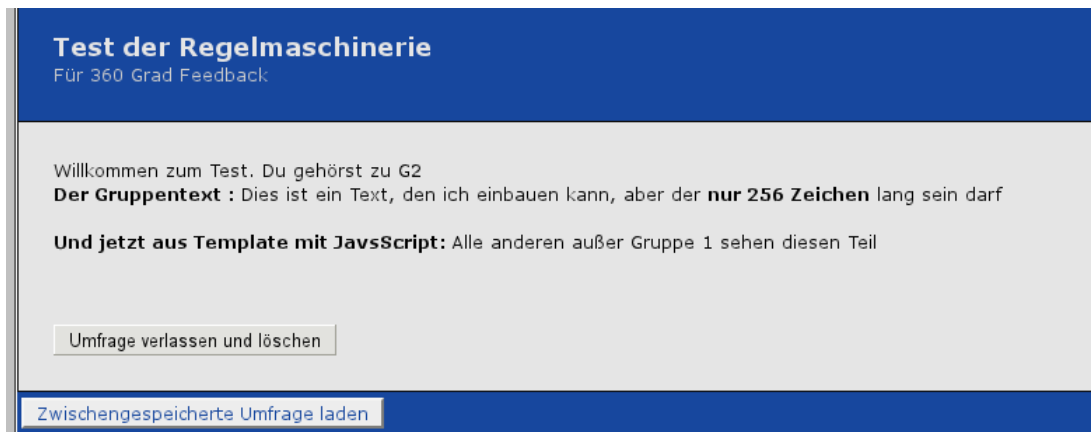 Test der Regelmaschinerie
Für 360 Grad Feedback
Willkommen zum Test. Du gehörst zu G2
Der Gruppentext : Dies ist ein Text, den ich einbauen kann, aber der nur 256 Zeichen lang sein darf
Und jetzt aus Template mit JavsScript: Alle anderen außer Gruppe 1 sehen diesen Teil
Umfrage verlassen und löschen
Zwischengespeicherte Umfrage laden